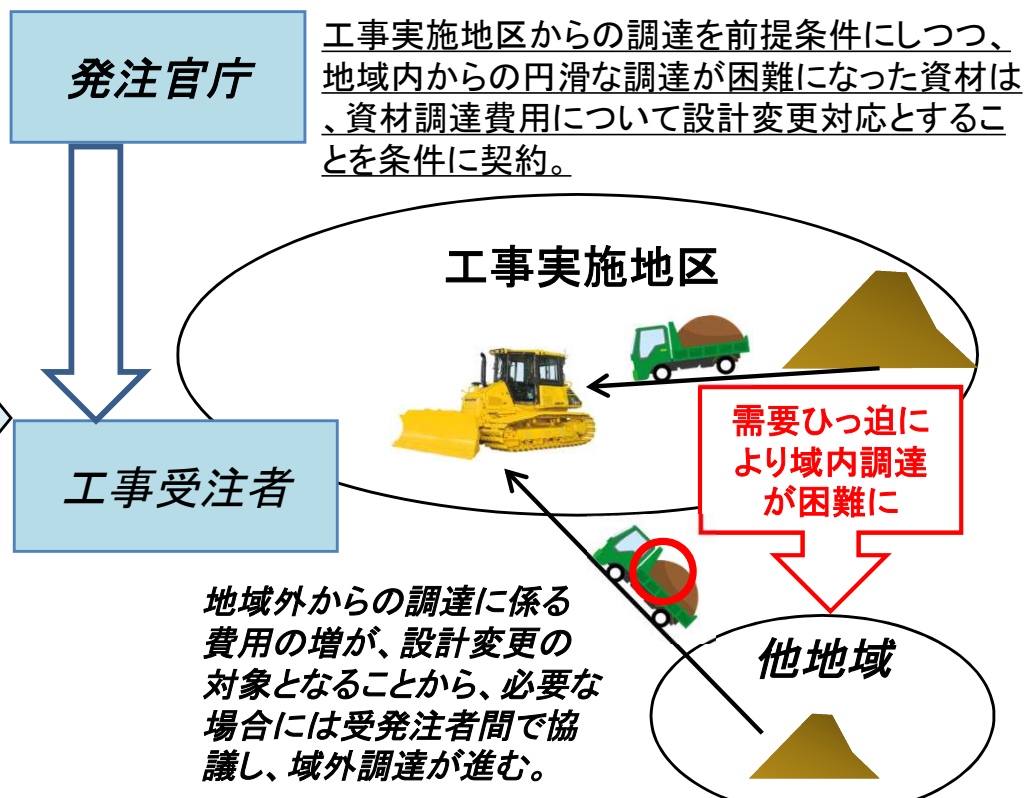 発注官庁
工事実施地区からの調達を前提条件にしつつ、
地域内からの円滑な調達が困難になった資材は
、資材調達費用について設計変更対応とするこ
とを条件に契約。
工事実施地区
需要ひっ迫に
より域内調達
が困難に
工事受注者
地域外からの調達に係る
費用の増が、設計変更の
対象となることから、必要な
場合には受発注者間で協
議し、域外調達が進む。
他地域